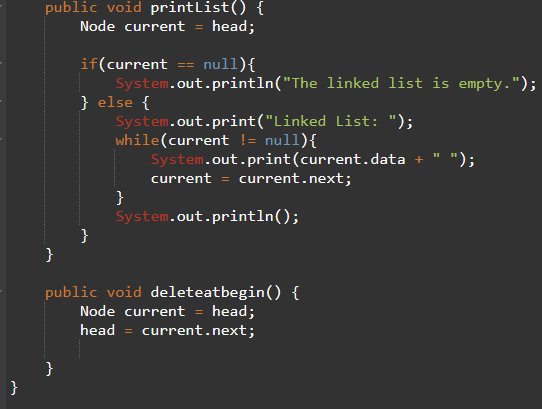 public void printList() {
Node current = head;
if(current == null){
System.out.println("The linked list is empty.");
} else {
System.out.print("Linked List: ");
while(current != null){
System.out.print(current.data + " ");
current = current.next;
}
System.out.println();
}
}
public void deleteatbegin() {
Node current = head;
head = current.next;
}
}